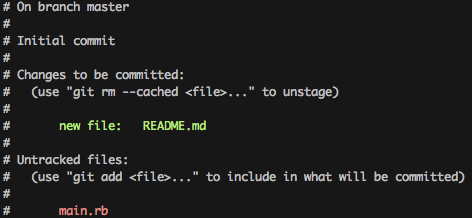 # On branch master
#
# Initial commit
#
# Changes to be committed:
#   (use "git rm --cached <file>..." to unstage)
#
#       new file:   README.md
#
# Untracked files:
#   (use "git add <file>..." to include in what will be committed)
#
#       main.rb